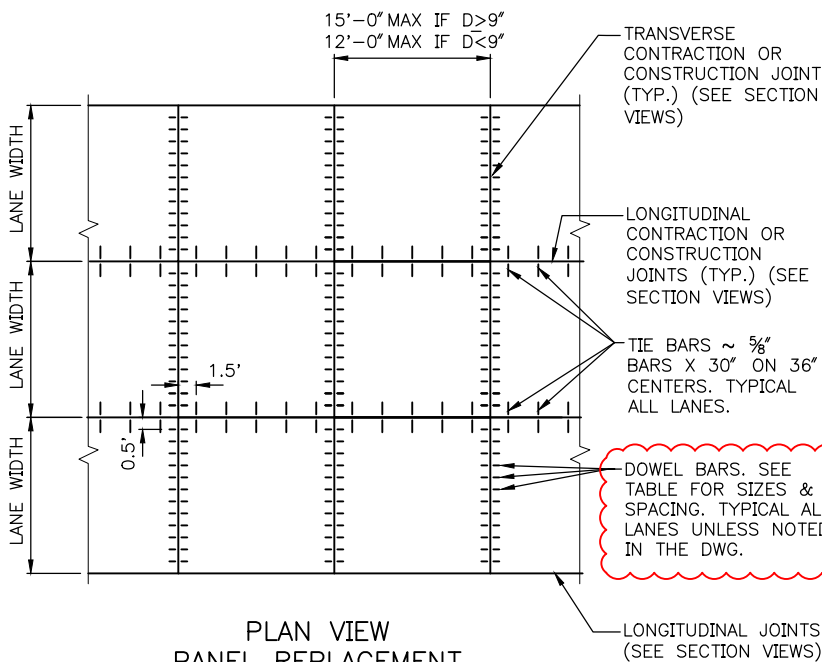 15'-0" MAX IF D≥9"
12'-0" MAX IF D<9"
TRANSVERSE
CONTRACTION OR
CONSTRUCTION JOINT
(TYP.) (SEE SECTION
VIEWS)
LANE WIDTH
LONGITUDINAL
CONTRACTION OR
CONSTRUCTION
JOINTS (TYP.) (SEE
SECTION VIEWS)
LANE WIDTH
1.5'
TIE BARS ~ ⅝"
BARS X 30" ON 36"
CENTERS. TYPICAL
ALL LANES.
0.5'
LANE WIDTH
DOWEL BARS. SEE
TABLE FOR SIZES &
SPACING. TYPICAL AL
LANES UNLESS NOTED
IN THE DWG.
PLAN VIEW
PANEL REPLACEMENT
LONGITUDINAL JOINTS
(SEE SECTION VIEWS)